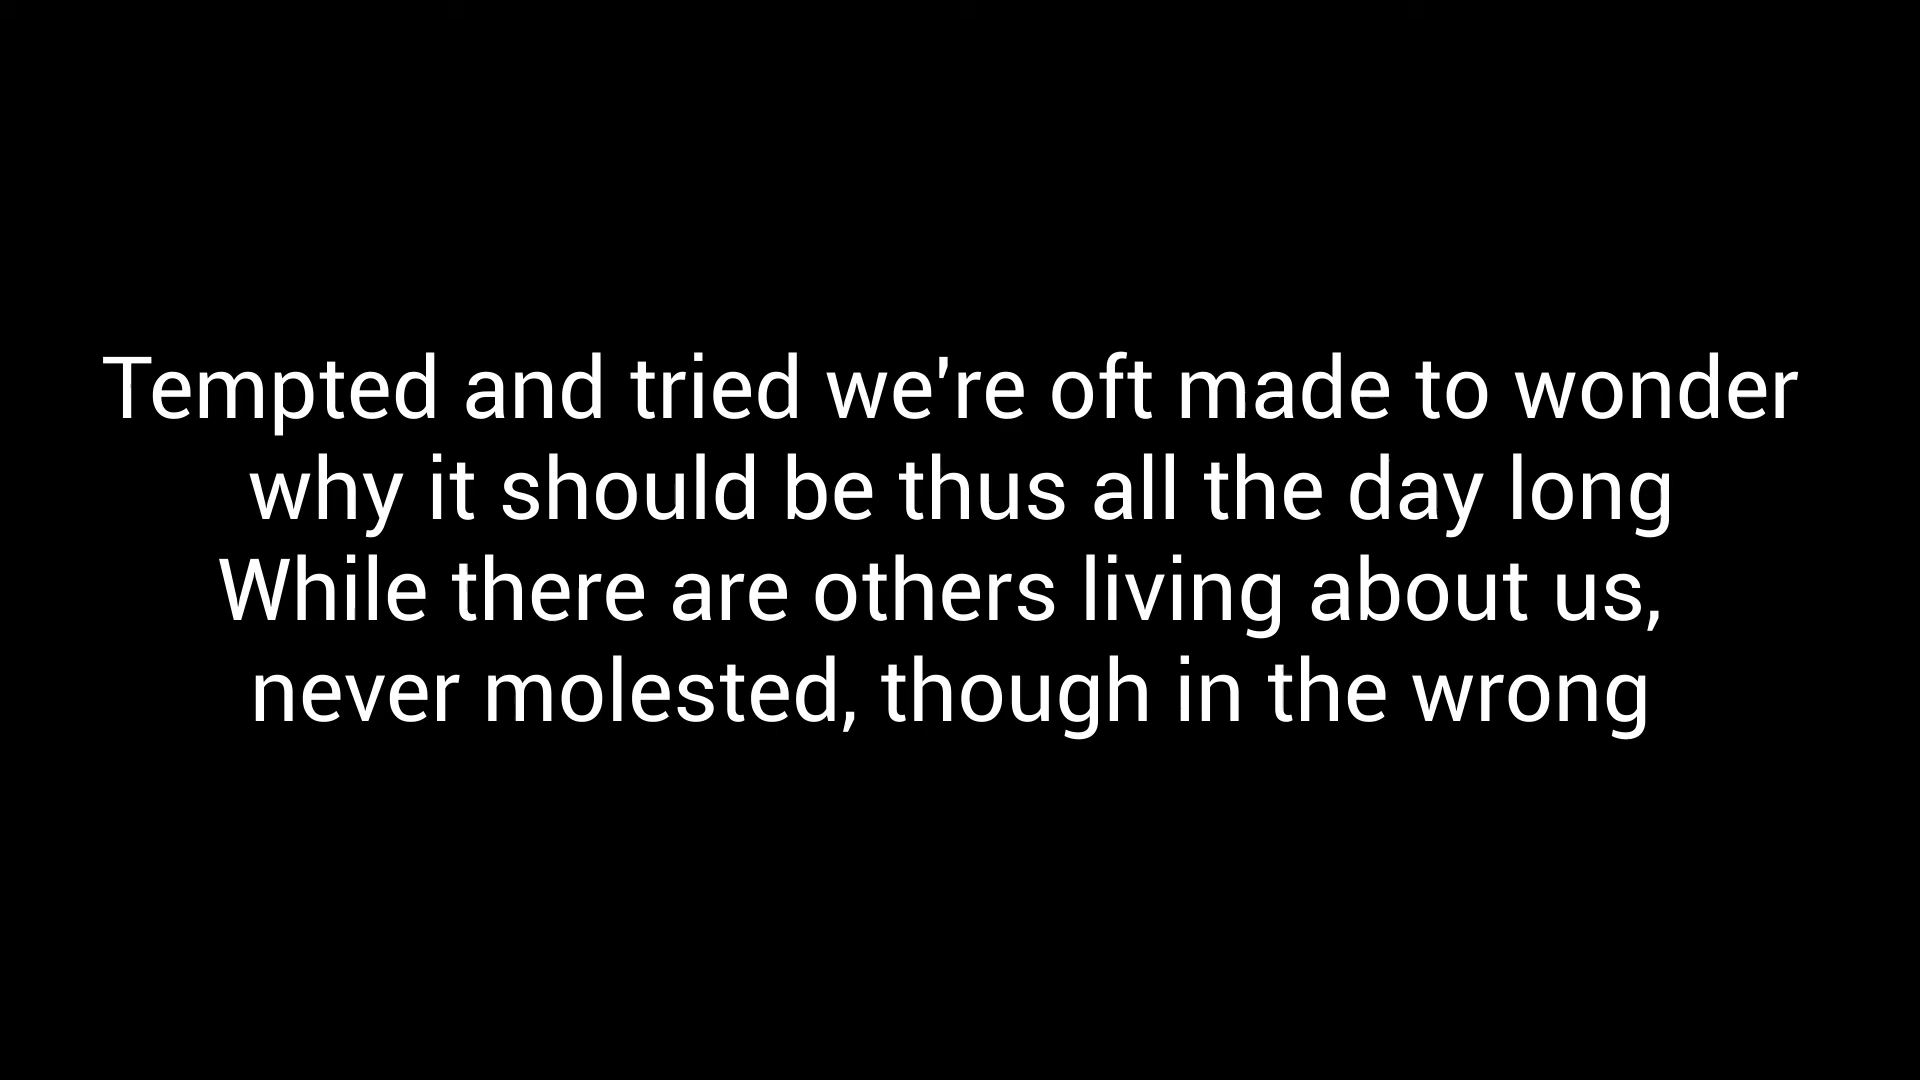 Tempted and tried we're oft made to wonder
why it should be thus all the day long
While there are others living about us,
never molested, though in the wrong